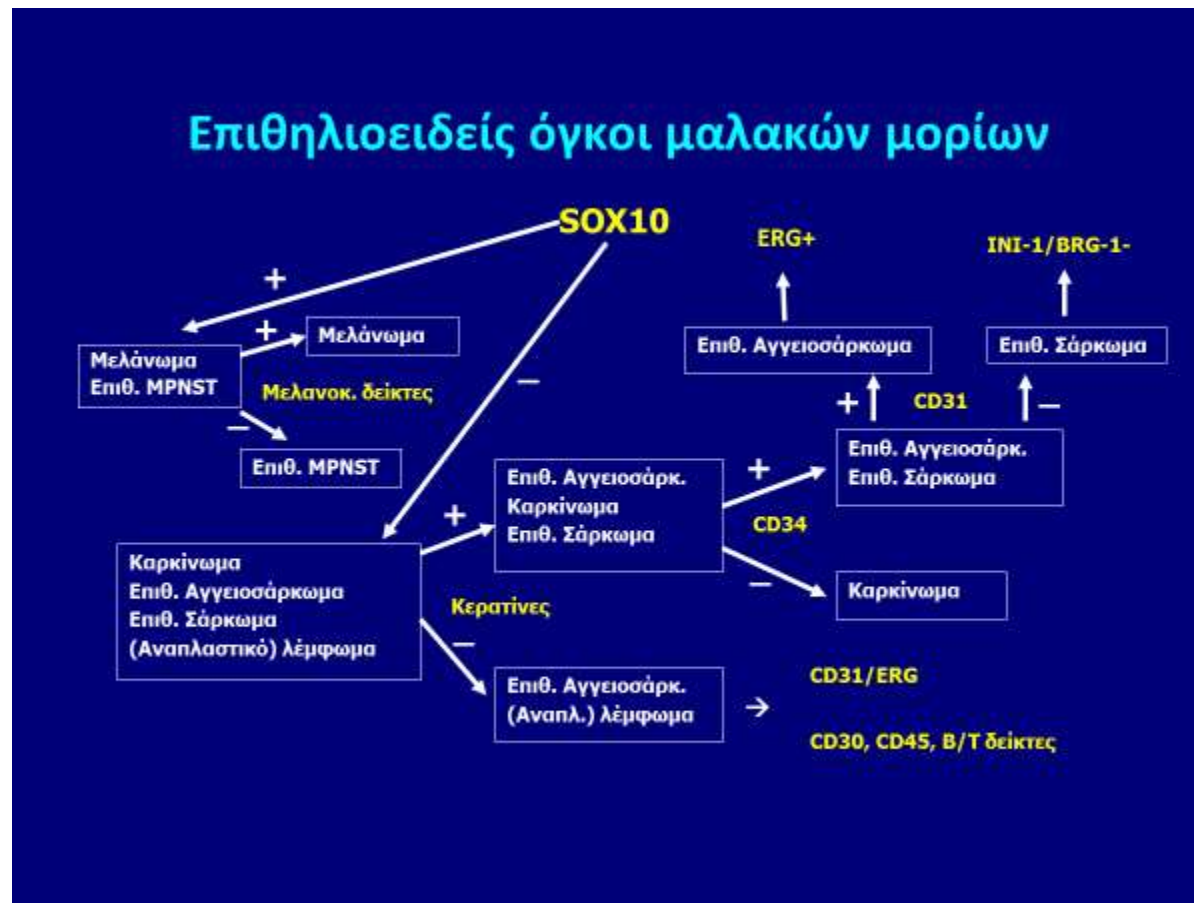 Επιθηλιοειδείς όγκοι μαλακών μορίων
SOX10
ERG+
INI-1/BRG-1-
+
+
Μελάνωμα
Επιθ. Αγγειοσάρκωμα
Επιθ. Σάρκωμα
Μελάνωμα
Επιθ. MPNST
Μελανοκ. δείκτες
–
–
Επιθ. MPNST
+
CD31
–
Επιθ. Αγγειοσάρκ.
Επιθ. Σάρκωμα
Επιθ. Αγγειοσάρκ.
Καρκίνωμα
Επιθ. Σάρκωμα
+
+
CD34
–
Καρκίνωμα
Καρκίνωμα
Επιθ. Αγγειοσάρκωμα
Επιθ. Σάρκωμα
(Αναπλαστικό) λέμφωμα
Κερατίνες
–
Επιθ. Αγγειοσάρκ.
(Αναπλ.) λέμφωμα
→
CD31/ERG
CD30, CD45, B/T δείκτες